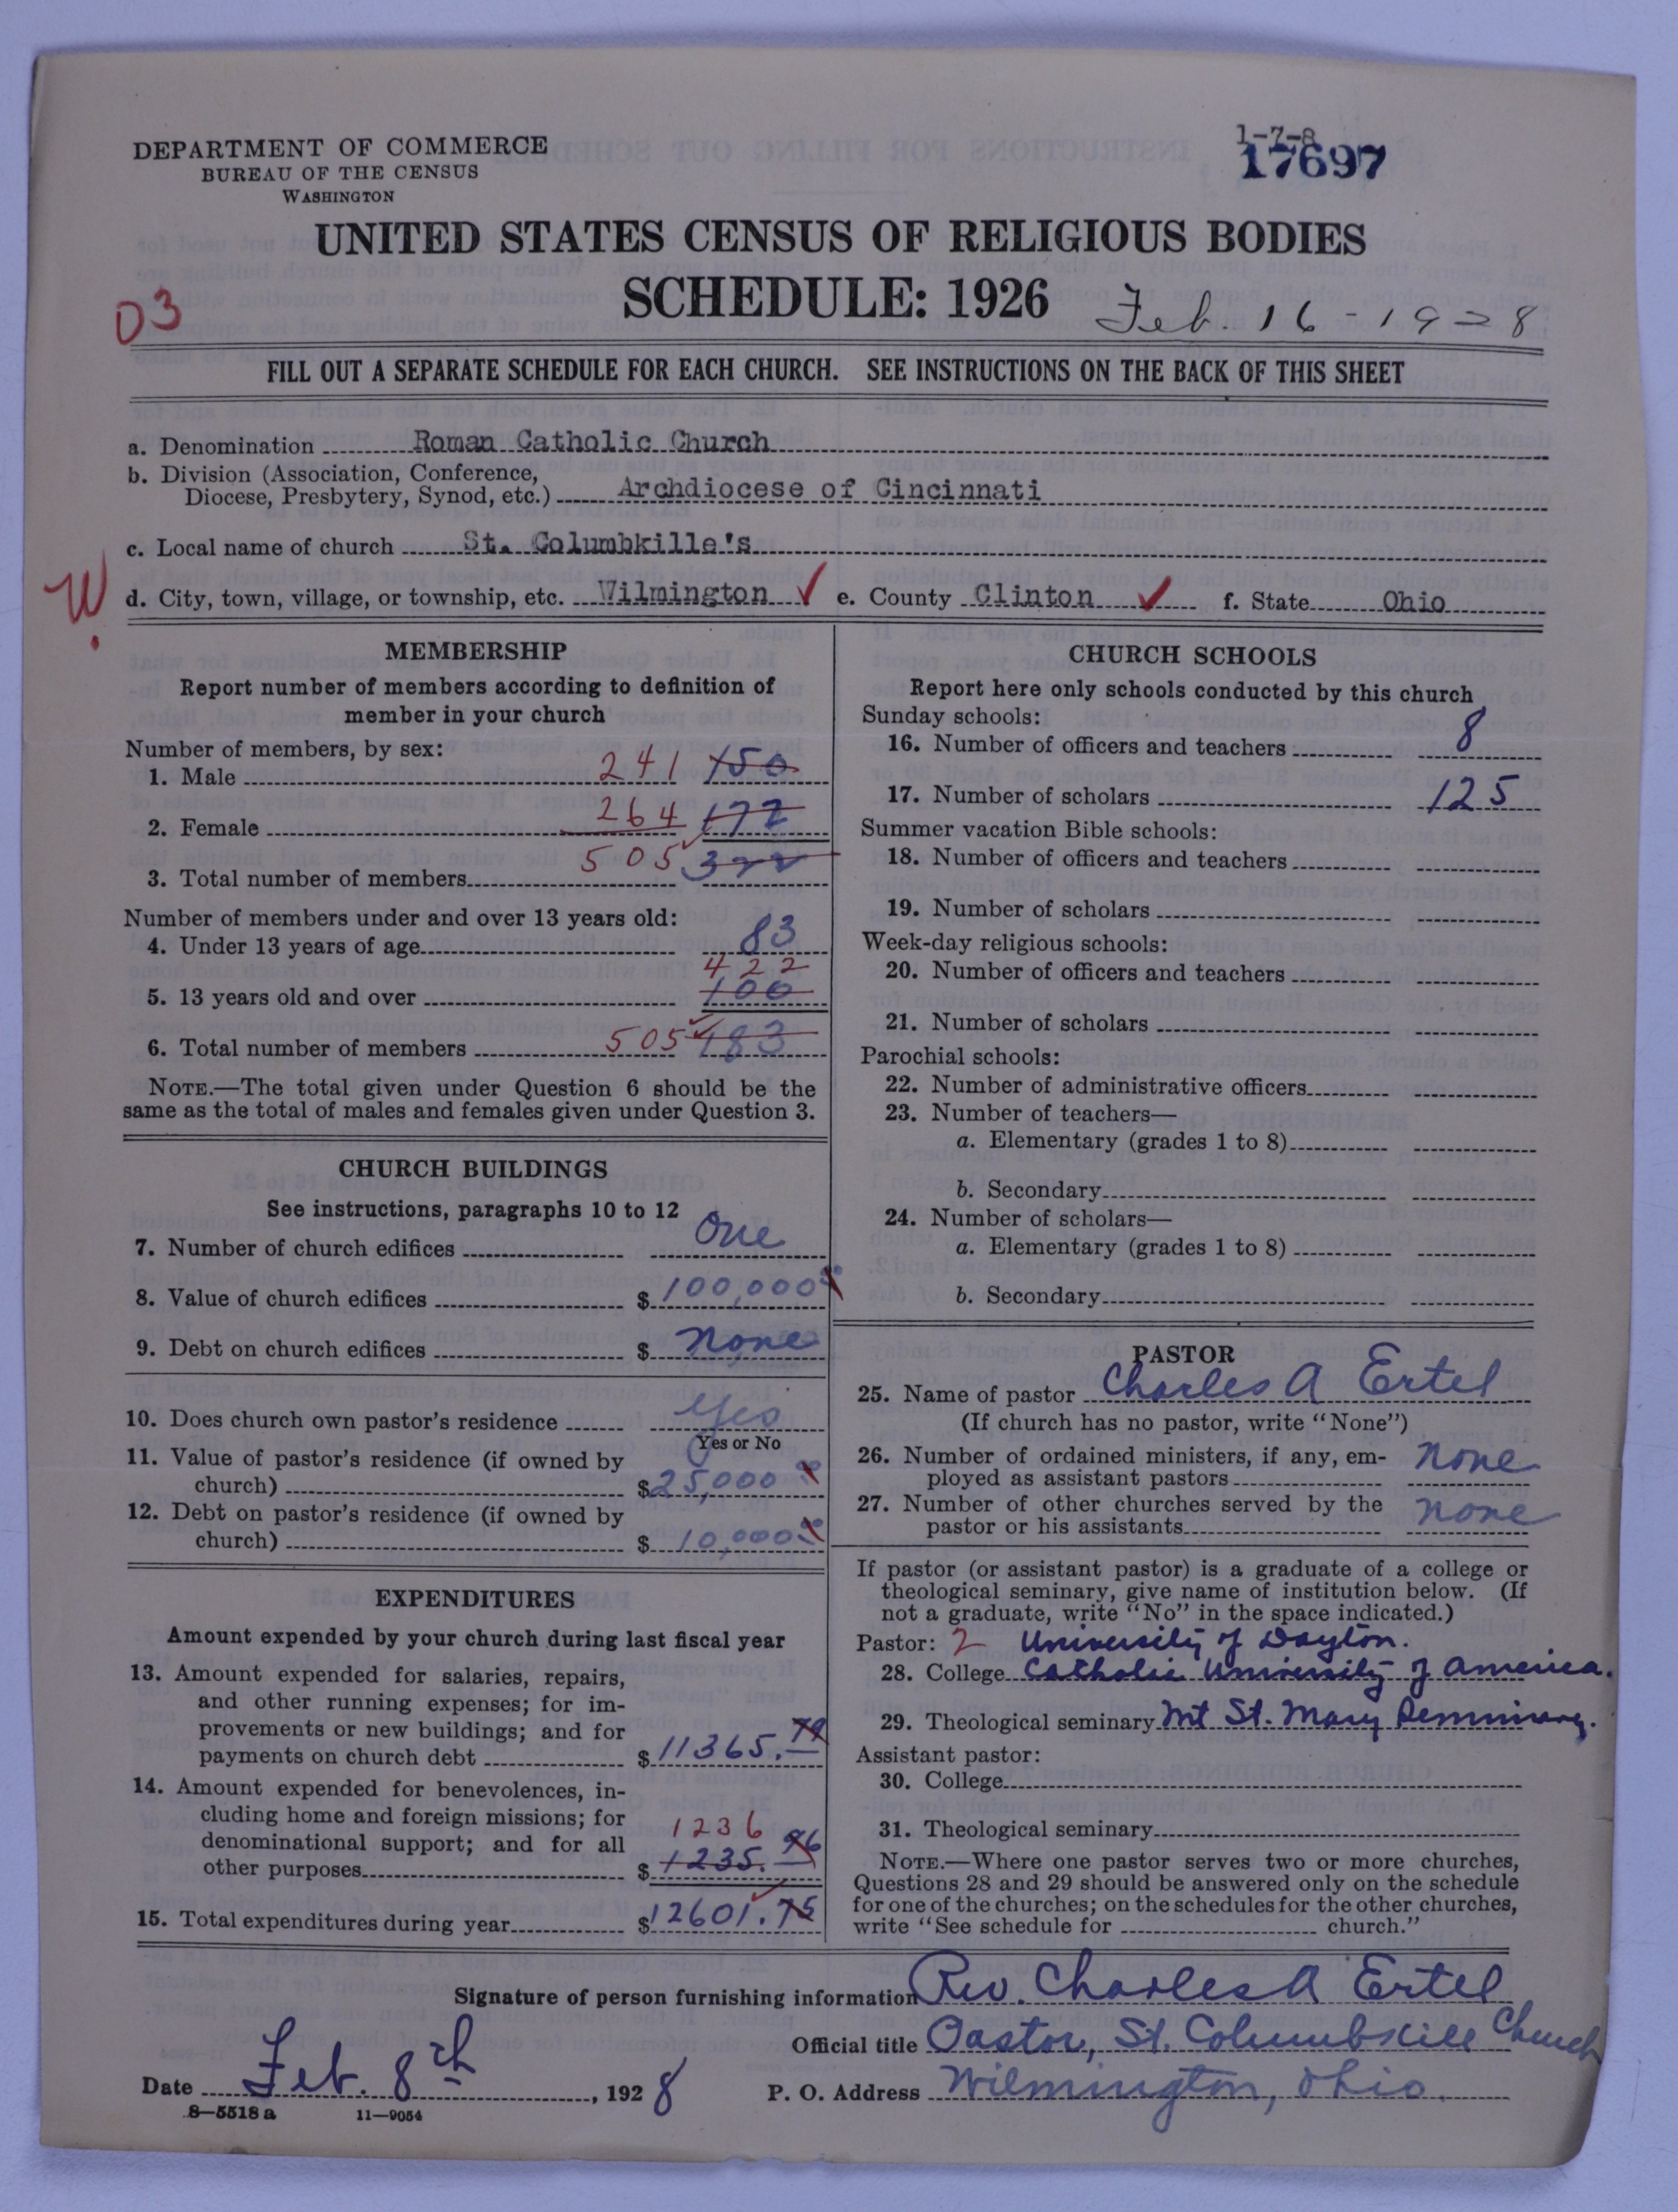 DEPARTMENT OF COMMERCE
BUREAU OF THE CENSUS
WASHINGTON
1-7-8
17697
UNITED STATES CENSUS OF RELIGIOUS BODIES
SCHEDULE: 1926
Feb. 16-1928
03
FILL OUT A SEPARATE SCHEDULE FOR EACH CHURCH. SEE INSTRUCTIONS ON THE BACK OF THIS SHEET
a. Denomination Roman Catholic Church
b. Division (Association, Conference,
Diocese, Presbytery, Synod, etc.) Archdiocese of Cincinnati
c. Local name of church St. Columbkille's
W.
d. City, town, village, or township, etc. Wilmington ✓ e. County Clinton ✓ f. State Ohio
MEMBERSHIP
Report number of members according to definition of
member in your church
Number of members, by sex:
1. Male 241 150
2. Female 264 172
3. Total number of members 505 322
Number of members under and over 13 years old:
4. Under 13 years of age 83
422
5. 13 years old and over 100
6. Total number of members 505 183
NOTE.—The total given under Question 6 should be the
same as the total of males and females given under Question 3.
CHURCH BUILDINGS
See instructions, paragraphs 10 to 12
7. Number of church edifices One
8. Value of church edifices $ 100,000 00
9. Debt on church edifices $ none
10. Does church own pastor's residence Yes
Yes or No
11. Value of pastor's residence (if owned by
church) $ 25,000 00
12. Debt on pastor's residence (if owned by
church) $ 10,000 00
EXPENDITURES
Amount expended by your church during last fiscal year
13. Amount expended for salaries, repairs,
and other running expenses; for im-
provements or new buildings; and for
payments on church debt $ 11365.79
14. Amount expended for benevolences, in-
cluding home and foreign missions; for
denominational support; and for all
1236
other purposes $ 1235.96
15. Total expenditures during year $ 12601.75
CHURCH SCHOOLS
Report here only schools conducted by this church
Sunday schools:
16. Number of officers and teachers 8
17. Number of scholars 125
Summer vacation Bible schools:
18. Number of officers and teachers
19. Number of scholars
Week-day religious schools:
20. Number of officers and teachers
21. Number of scholars
Parochial schools:
22. Number of administrative officers
23. Number of teachers—
a. Elementary (grades 1 to 8)
b. Secondary
24. Number of scholars—
a. Elementary (grades 1 to 8)
b. Secondary
PASTOR
25. Name of pastor Charles A Ertel
(If church has no pastor, write "None")
26. Number of ordained ministers, if any, em-
ployed as assistant pastors none
27. Number of other churches served by the
pastor or his assistants none
If pastor (or assistant pastor) is a graduate of a college or
theological seminary, give name of institution below. (If
not a graduate, write "No" in the space indicated.)
Pastor: 2 University of Dayton.
28. College Catholic University of America.
29. Theological seminary Mt St. Mary Seminary.
Assistant pastor:
30. College
31. Theological seminary
NOTE.—Where one pastor serves two or more churches,
Questions 28 and 29 should be answered only on the schedule
for one of the churches; on the schedules for the other churches,
write "See schedule for church."
Signature of person furnishing information Rev. Charles A Ertel
Official title Pastor, St. Columbkill Church
Date Feb. 8th, 1928 P. O. Address Wilmington, Ohio.
8—5518 a 11—9054